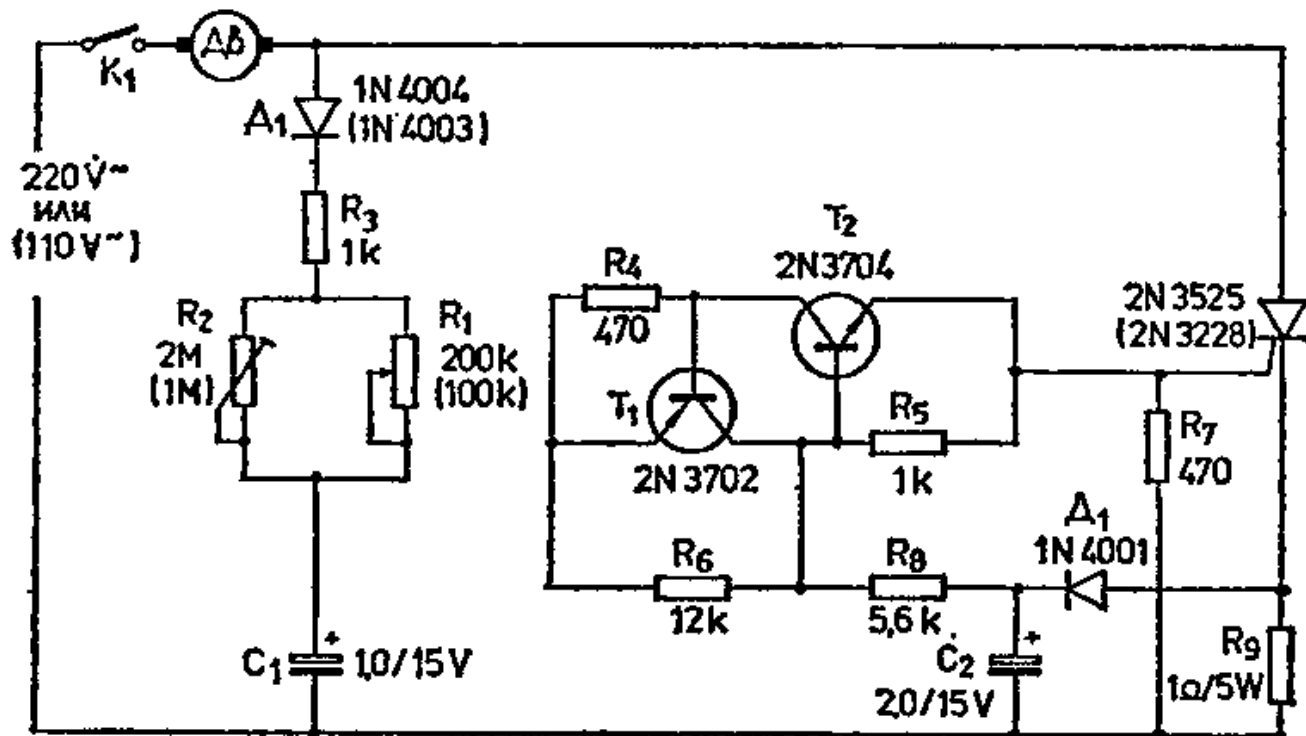 ДВ
K1
1N4004
Д1
(1N4003)
220V~
или
(110V~)
R3
1k
T2
2N3704
R4
470
2N3525
(2N3228)
R2
2M
(1M)
R1
200k
(100k)
T1
2N3702
R5
1k
R7
470
Д1
1N4001
R6
12k
R8
5,6k
C1
+
1,0/15V
C2
+
2,0/15V
R9
1Ω/5W